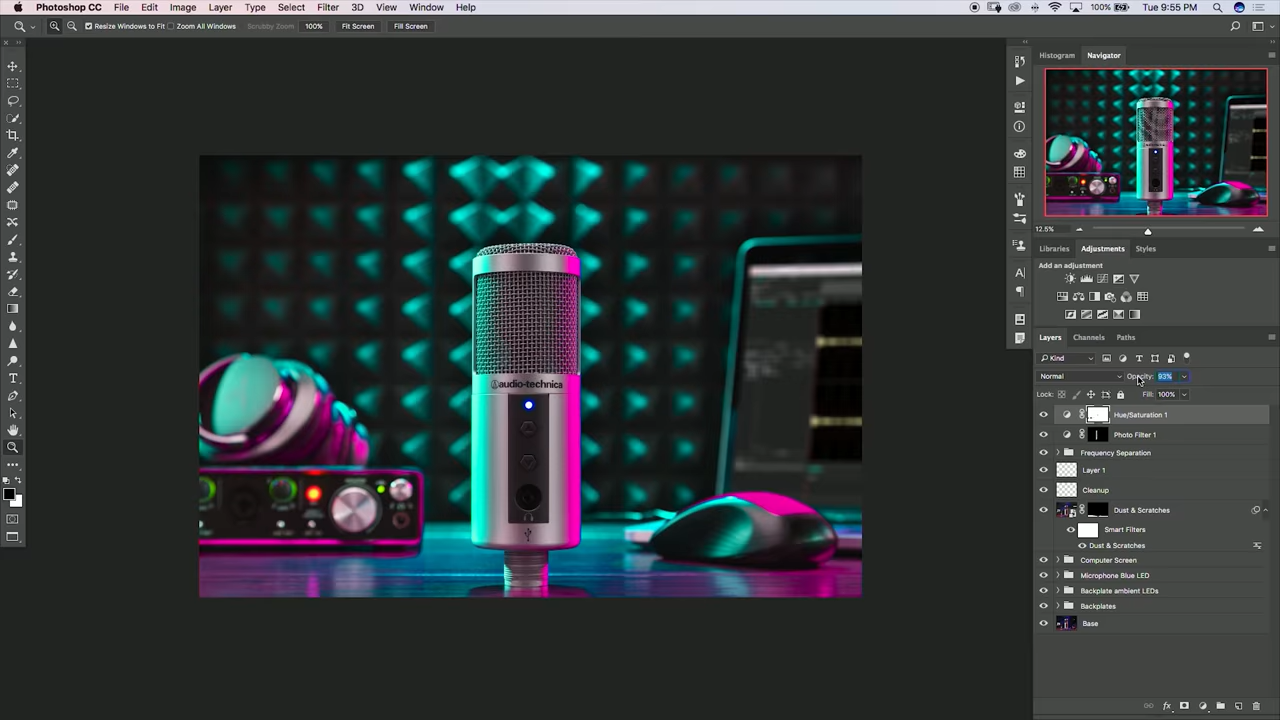 Photoshop CC File Edit Image Layer Type Select Filter 3D View Window Help 100% Tue 9:55 PM
Resize Windows to Fit Zoom All Windows Scrubby Zoom 100% Fit Screen Fill Screen
Histogram Navigator
12.5%
Libraries Adjustments Styles
Add an adjustment
Layers Channels Paths
Kind
Normal Opacity: 93%
Lock: Fill: 100%
Hue/Saturation 1
Photo Filter 1
Frequency Separation
Layer 1
Cleanup
Dust & Scratches
Smart Filters
Dust & Scratches
Computer Screen
Microphone Blue LED
Backplate ambient LEDs
Backplates
Base
audio-technica